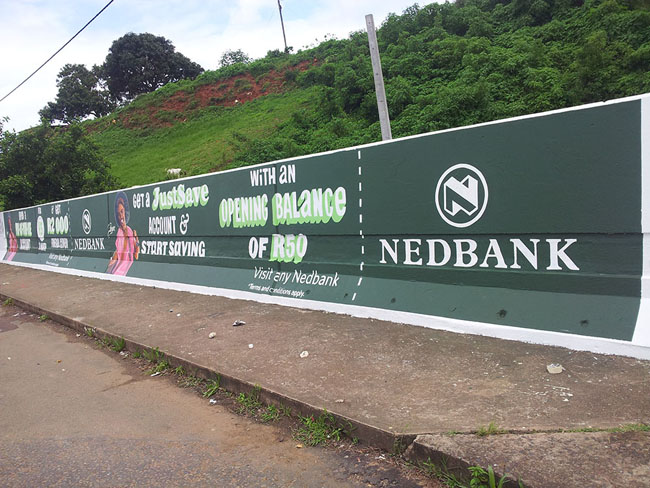 R2 000
NEDBANK
GET A JustSave
ACCOUNT &
START SAVING
WITH AN
OPENING BALANCE
OF R50
Visit any Nedbank
*Terms and conditions apply.
N
NEDBANK